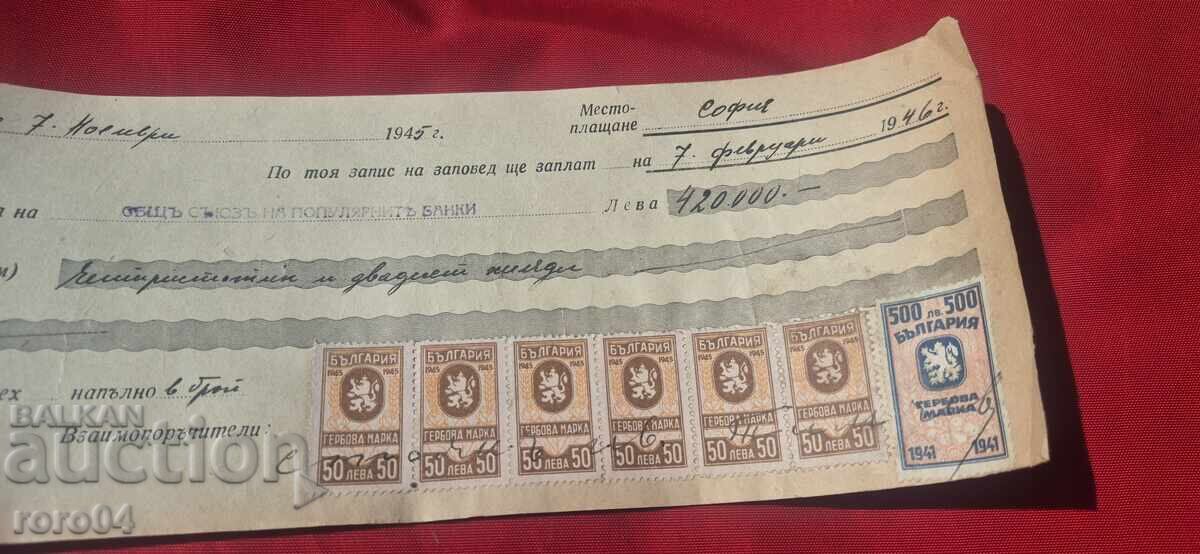 7. Ноември 1945 г.
Место-
плащане София
По тоя запис на заповед ще заплат на 7. февруари 1946 г.
на ОБЩЪ СЪЮЗЪ НА ПОПУЛЯРНИТѢ БАНКИ Лева 420.000.—
Четиристотин и двадесет хиляди
напълно в брой
Взаимопоръчители:
БЪЛГАРИЯ БЪЛГАРИЯ БЪЛГАРИЯ БЪЛГАРИЯ БЪЛГАРИЯ БЪЛГАРИЯ
1945 1945 1945 1945 1945 1945 1945 1945 1945 1945 1945 1945
ГЕРБОВА МАРКА ГЕРБОВА МАРКА ГЕРБОВА МАРКА ГЕРБОВА МАРКА ГЕРБОВА МАРКА ГЕРБОВА МАРКА
50 ЛЕВА 50 50 ЛЕВА 50 50 ЛЕВА 50 50 ЛЕВА 50 50 ЛЕВА 50 50 ЛЕВА 50
500 лв. 500
БЪЛГАРИЯ
ГЕРБОВА
МАРКА
1941 1941
BALKAN
auction
roro04